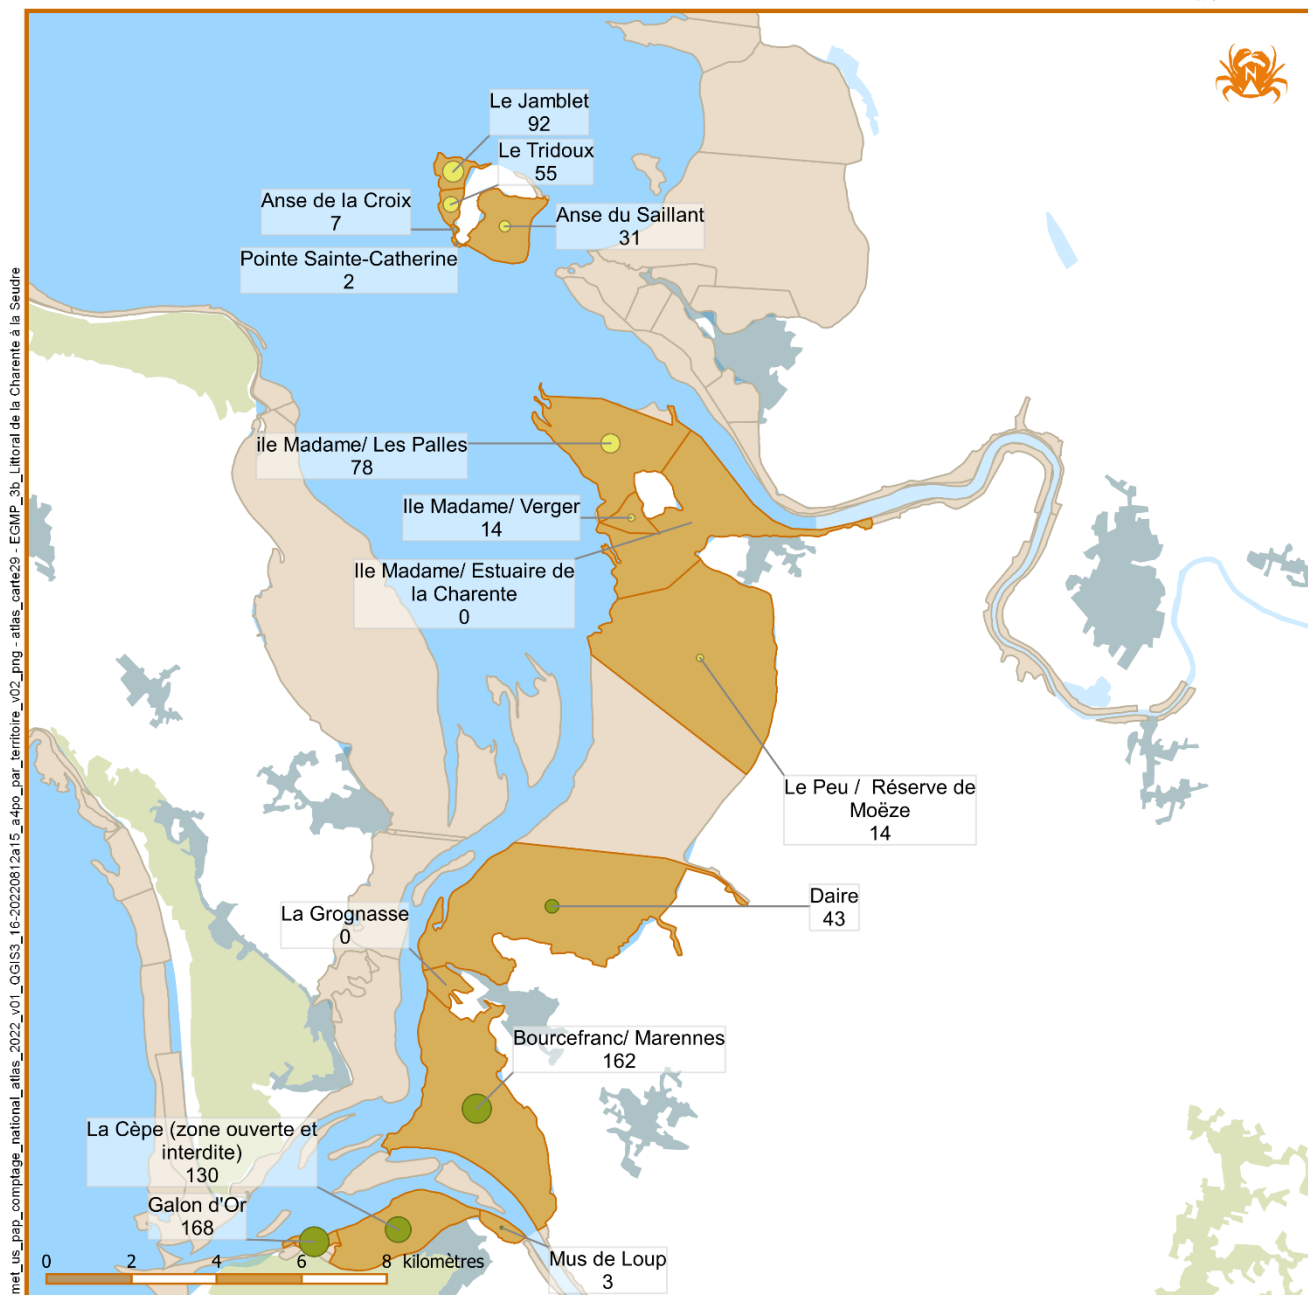 Le Jamblet
92
Le Tridoux
55
Anse de la Croix
7
Anse du Saillant
31
Pointe Sainte-Catherine
2
ile Madame/ Les Palles
78
Ile Madame/ Verger
14
Ile Madame/ Estuaire de
la Charente
0
Le Peu / Réserve de
Moëze
14
Daire
43
La Grognasse
0
Bourcefranc/ Marennes
162
La Cèpe (zone ouverte et
interdite)
130
Galon d'Or
168
Mus de Loup
3
0 2 4 6 8 kilomètres
met_us_pap_comptage_national_atlas_2022_v01_QGIS3_16-20220812a15_a4po_par_territoire_v02_png - atlas_carte29 - EGMP_3b_Littoral de la Charente à la Seudre
N